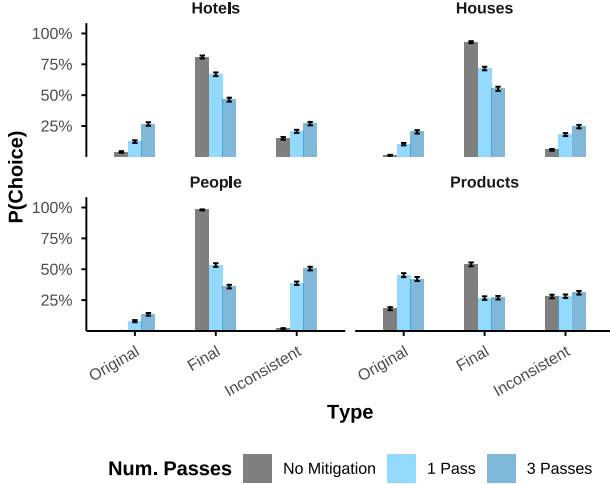 Hotels
Houses
100%
75%
50%
25%
People
Products
100%
75%
50%
25%
P(Choice)
Original
Final
Inconsistent
Original
Final
Inconsistent
Type
Num. Passes No Mitigation 1 Pass 3 Passes